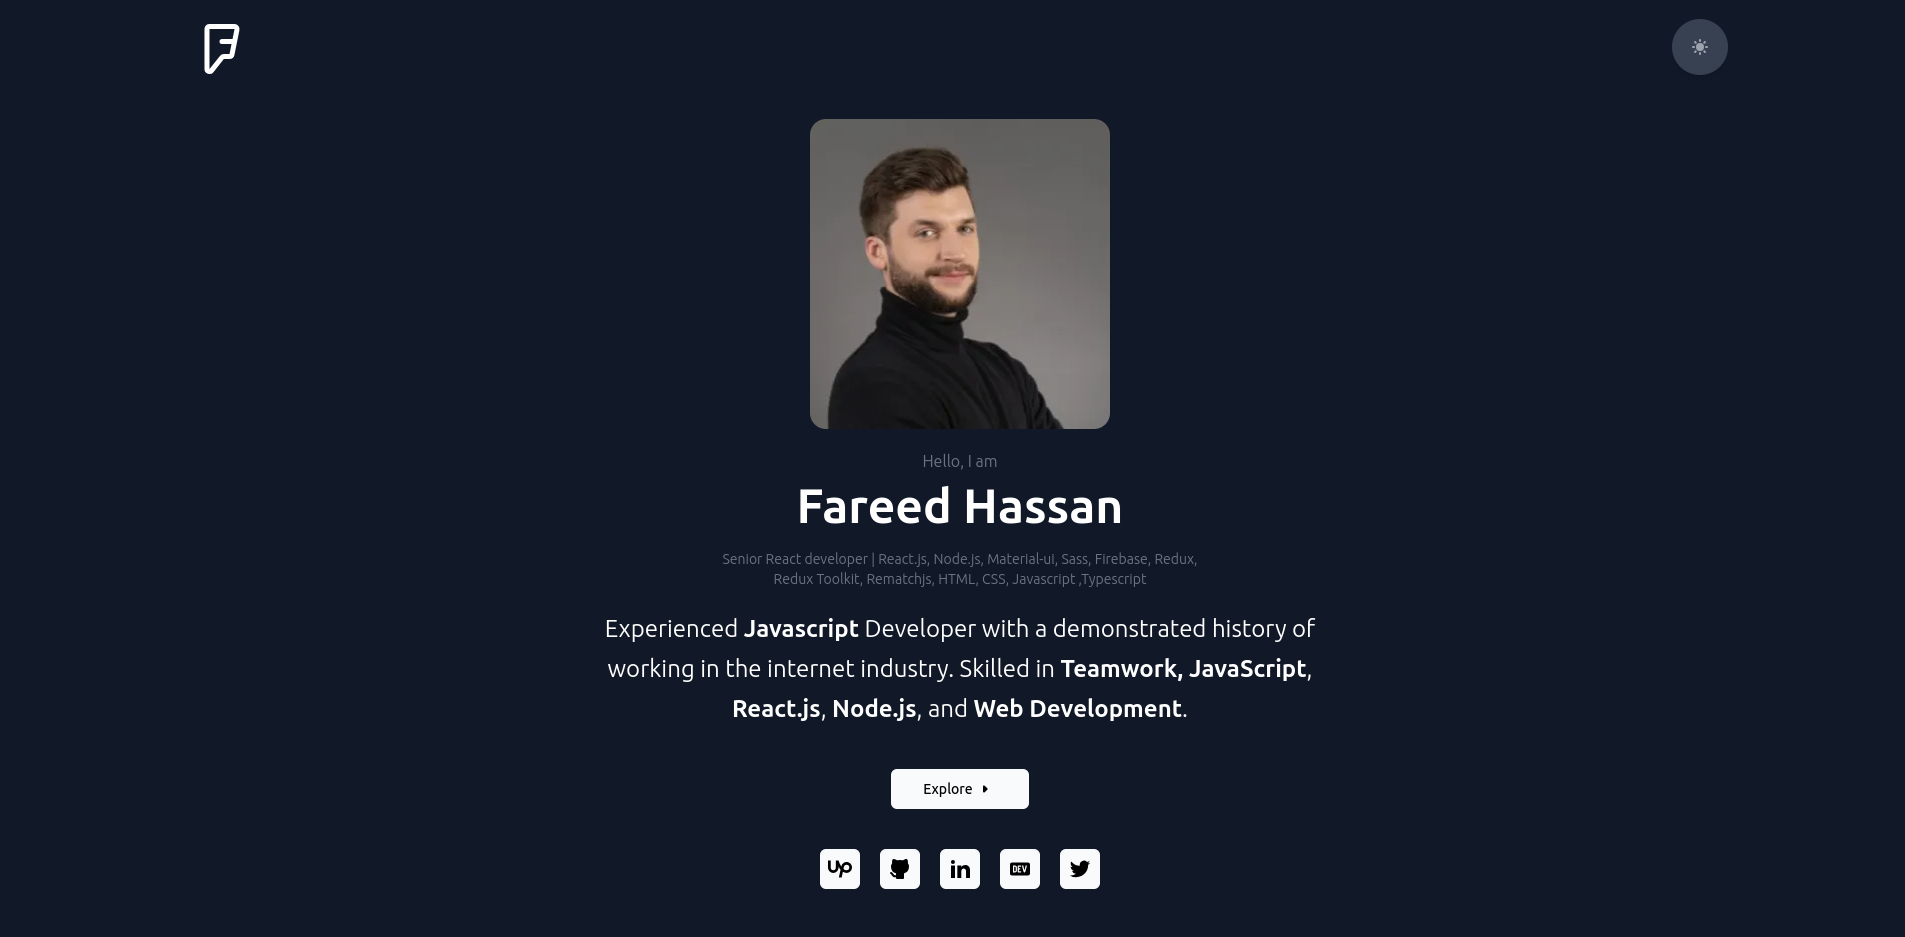 F
Hello, I am
Fareed Hassan
Senior React developer | React.js, Node.js, Material-ui, Sass, Firebase, Redux,
Redux Toolkit, Rematchjs, HTML, CSS, Javascript ,Typescript
Experienced Javascript Developer with a demonstrated history of
working in the internet industry. Skilled in Teamwork, JavaScript,
React.js, Node.js, and Web Development.
Explore
Up in DEV